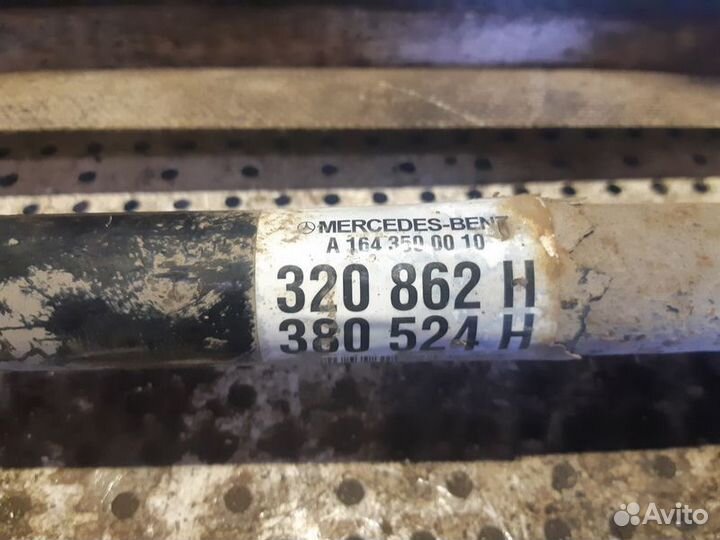 MERCEDES-BENZ
A 164 350 00 10
320 862 H
380 524 H
Avito